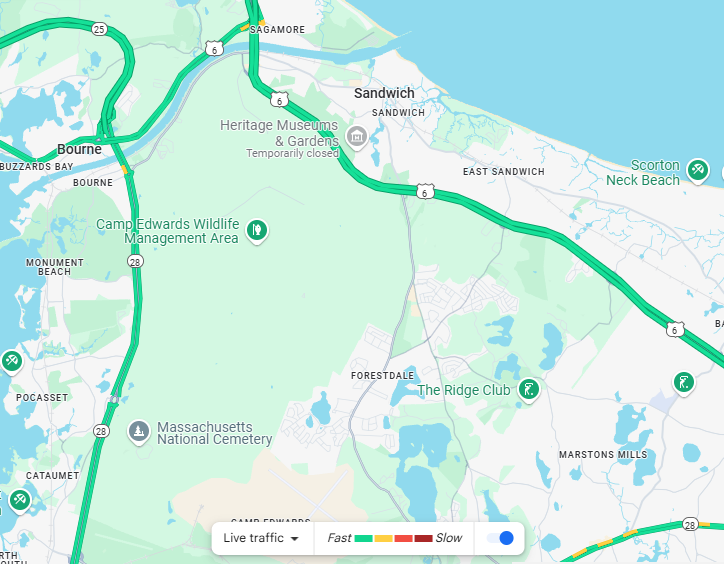 25
SAGAMORE
6
6
Sandwich
SANDWICH
Heritage Museums
& Gardens
Temporarily closed
Bourne
BUZZARDS BAY
BOURNE
EAST SANDWICH
Scorton
Neck Beach
6
Camp Edwards Wildlife
Management Area
MONUMENT
BEACH
28
6
FORESTDALE
The Ridge Club
POCASSET
28
Massachusetts
National Cemetery
MARSTONS MILLS
CATAUMET
CAMP EDWARDS
28
Live traffic
Fast
Slow